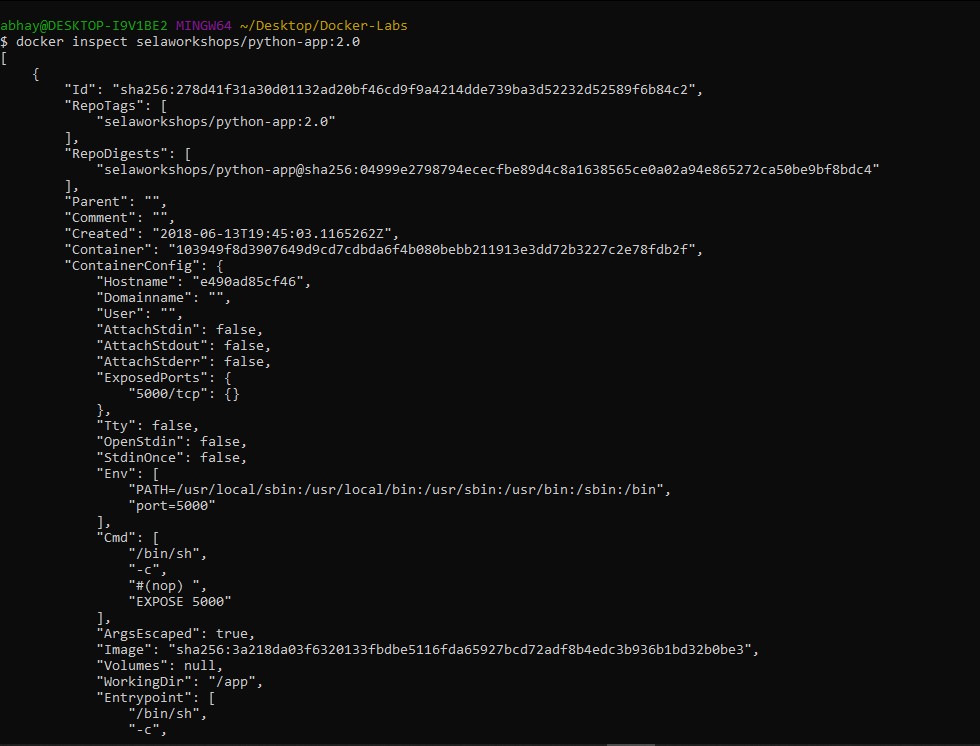 abhay@DESKTOP-I9V1BE2 MINGW64 ~/Desktop/Docker-Labs
$ docker inspect selaworkshops/python-app:2.0
[
    {
        "Id": "sha256:278d41f31a30d01132ad20bf46cd9f9a4214dde739ba3d52232d52589f6b84c2",
        "RepoTags": [
            "selaworkshops/python-app:2.0"
        ],
        "RepoDigests": [
            "selaworkshops/python-app@sha256:04999e2798794ececfbe89d4c8a1638565ce0a02a94e865272ca50be9bf8bdc4"
        ],
        "Parent": "",
        "Comment": "",
        "Created": "2018-06-13T19:45:03.1165262Z",
        "Container": "103949f8d3907649d9cd7cdbda6f4b080bebb211913e3dd72b3227c2e78fdb2f",
        "ContainerConfig": {
            "Hostname": "e490ad85cf46",
            "Domainname": "",
            "User": "",
            "AttachStdin": false,
            "AttachStdout": false,
            "AttachStderr": false,
            "ExposedPorts": {
                "5000/tcp": {}
            },
            "Tty": false,
            "OpenStdin": false,
            "StdinOnce": false,
            "Env": [
                "PATH=/usr/local/sbin:/usr/local/bin:/usr/sbin:/usr/bin:/sbin:/bin",
                "port=5000"
            ],
            "Cmd": [
                "/bin/sh",
                "-c",
                "#(nop) ",
                "EXPOSE 5000"
            ],
            "ArgsEscaped": true,
            "Image": "sha256:3a218da03f6320133fbdbe5116fda65927bcd72adf8b4edc3b936b1bd32b0be3",
            "Volumes": null,
            "WorkingDir": "/app",
            "Entrypoint": [
                "/bin/sh",
                "-c",